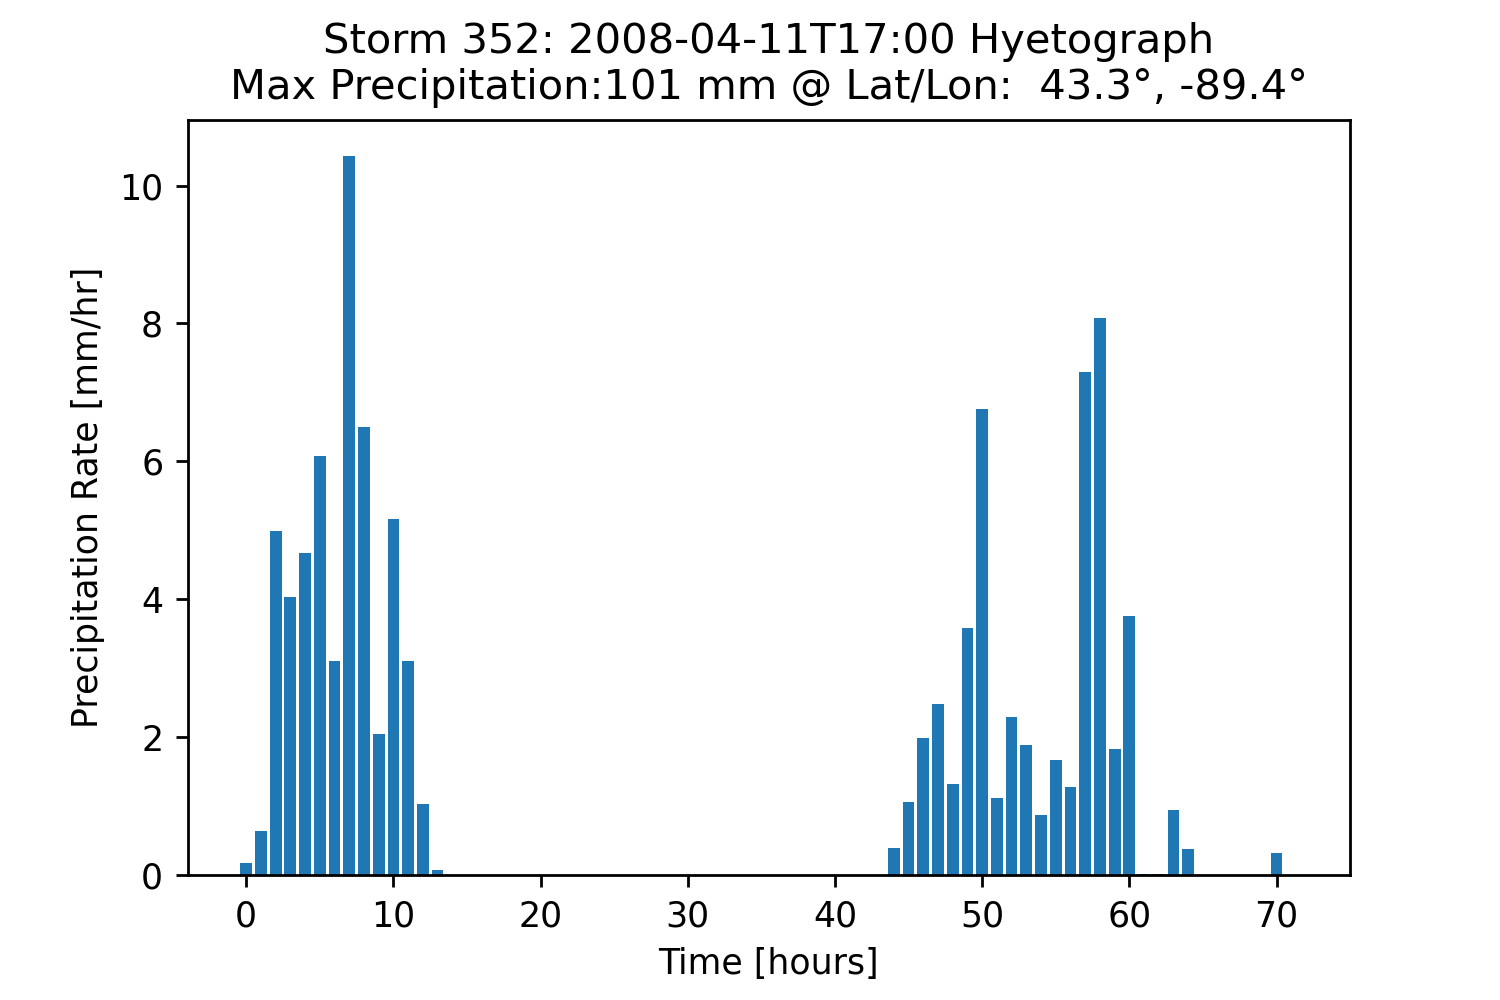 Storm 352: 2008-04-11T17:00 Hyetograph
Max Precipitation:101 mm @ Lat/Lon:  43.3°, -89.4°
Precipitation Rate [mm/hr]
10
8
6
4
2
0
0 10 20 30 40 50 60 70
Time [hours]